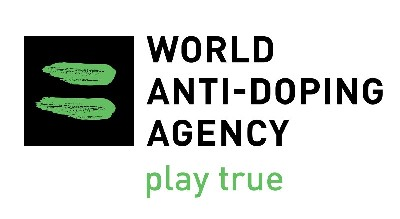 WORLD
ANTI-DOPING
AGENCY
play true